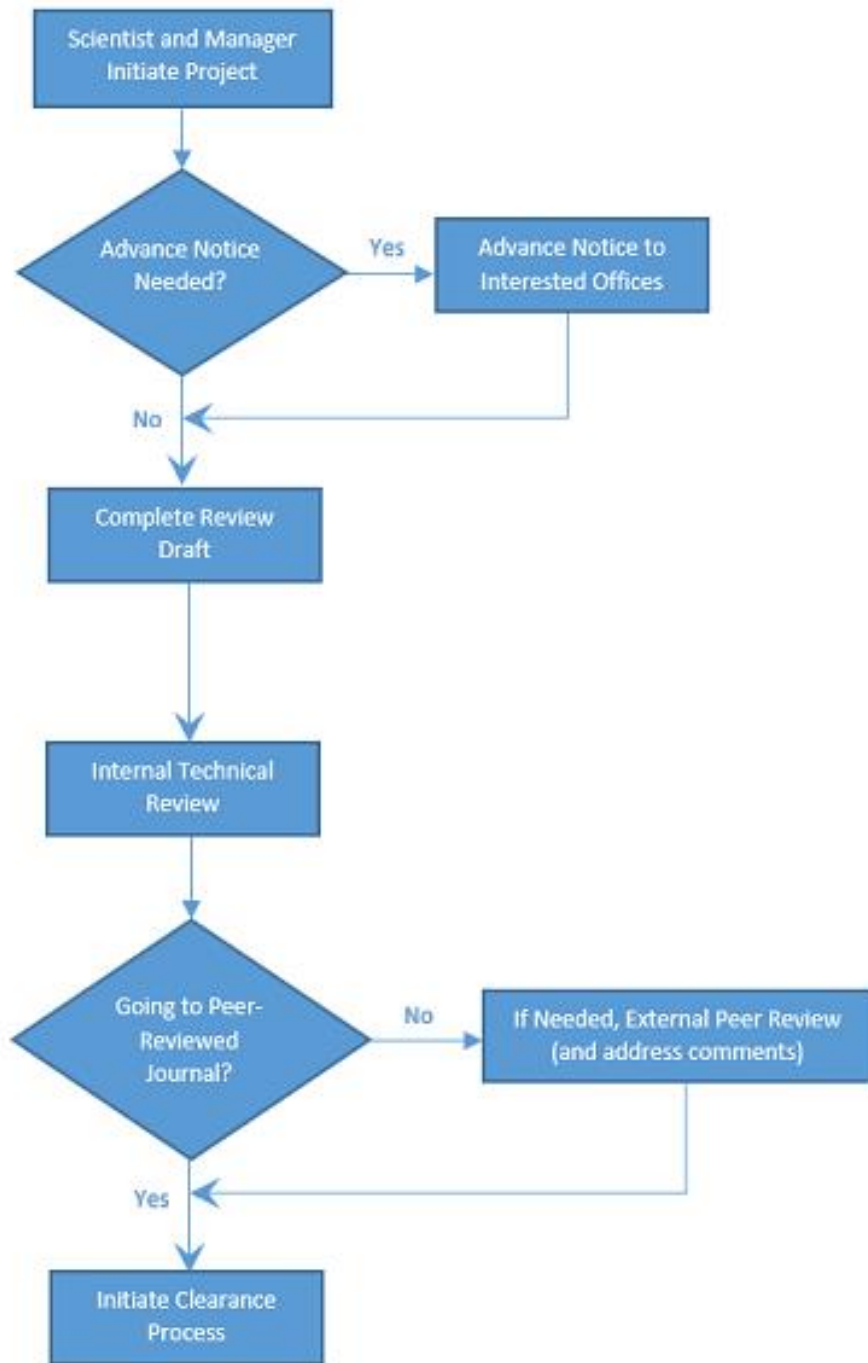 Scientist and Manager
Initiate Project
Advance Notice
Needed?
Yes
Advance Notice to
Interested Offices
No
Complete Review
Draft
Internal Technical
Review
Going to Peer-
Reviewed
Journal?
No
If Needed, External Peer Review
(and address comments)
Yes
Initiate Clearance
Process